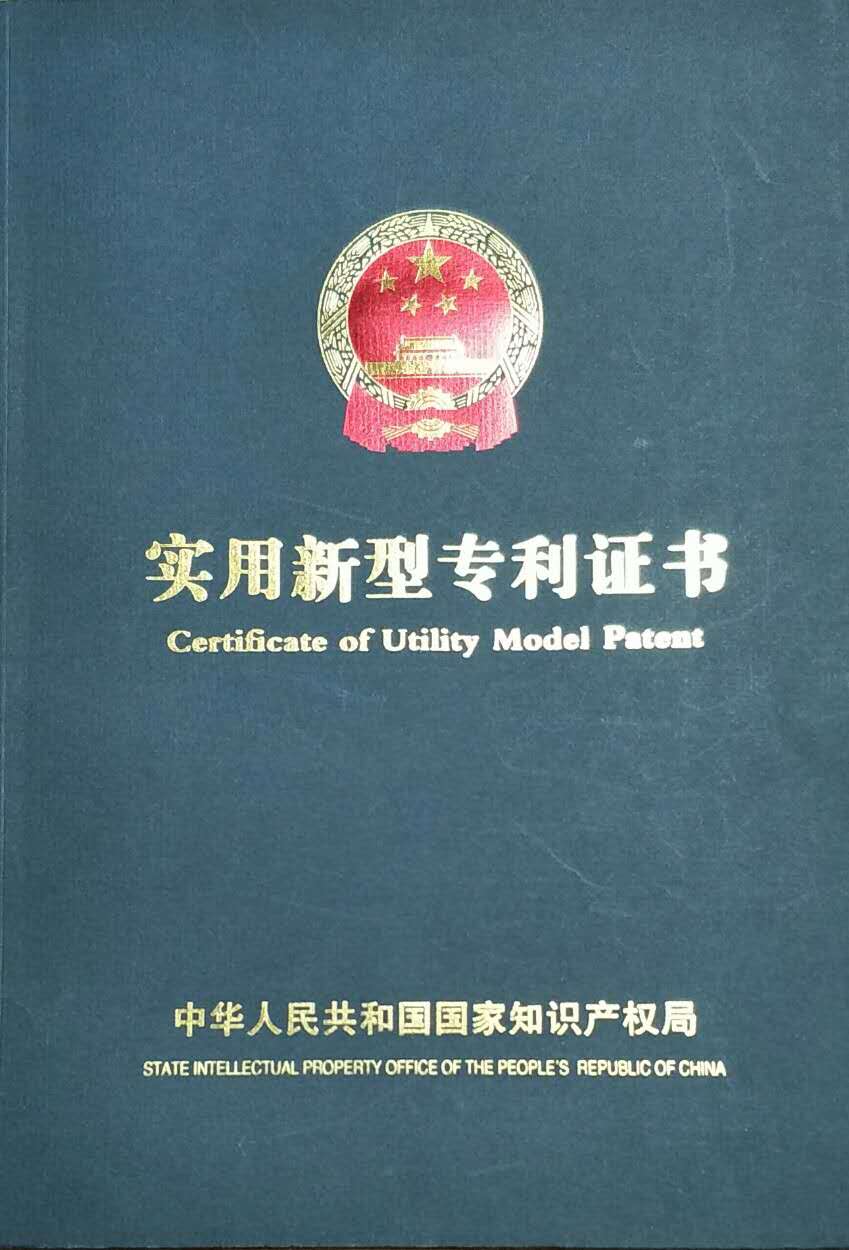 实用新型专利证书
Certificate of Utility Model Patent
中华人民共和国国家知识产权局
STATE INTELLECTUAL PROPERTY OFFICE OF THE PEOPLE'S REPUBLIC OF CHINA